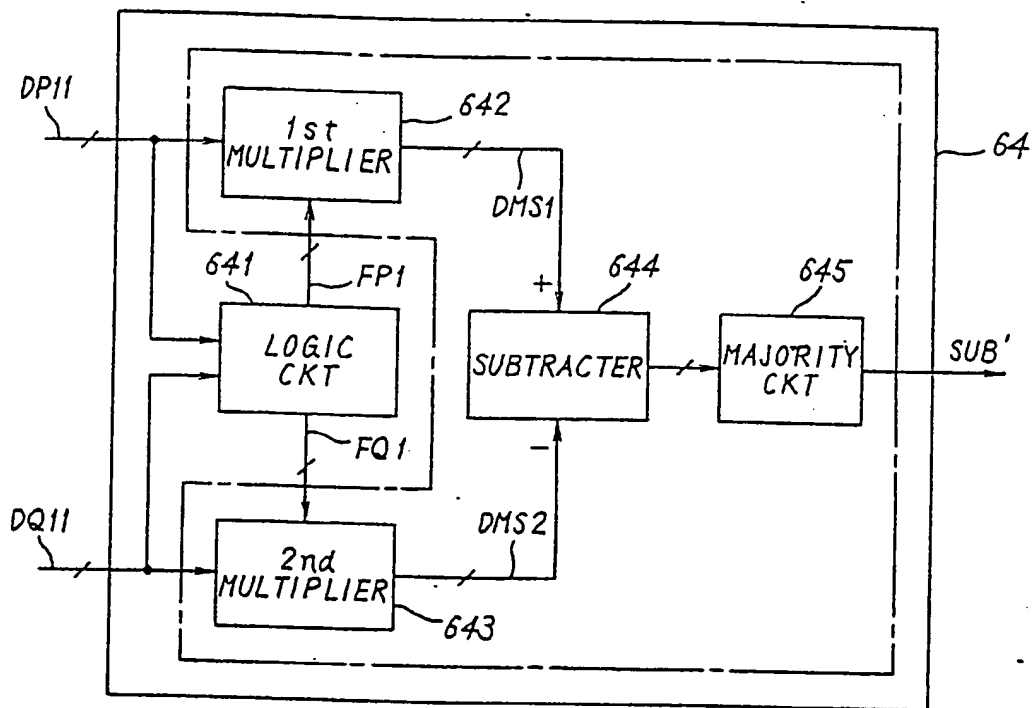 DP11
1st
MULTIPLIER
642
64
DMS1
641
FP1
+
644
645
LOGIC
CKT
SUBTRACTER
MAJORITY
CKT
SUB'
FQ1
-
DQ11
2nd
MULTIPLIER
DMS2
643